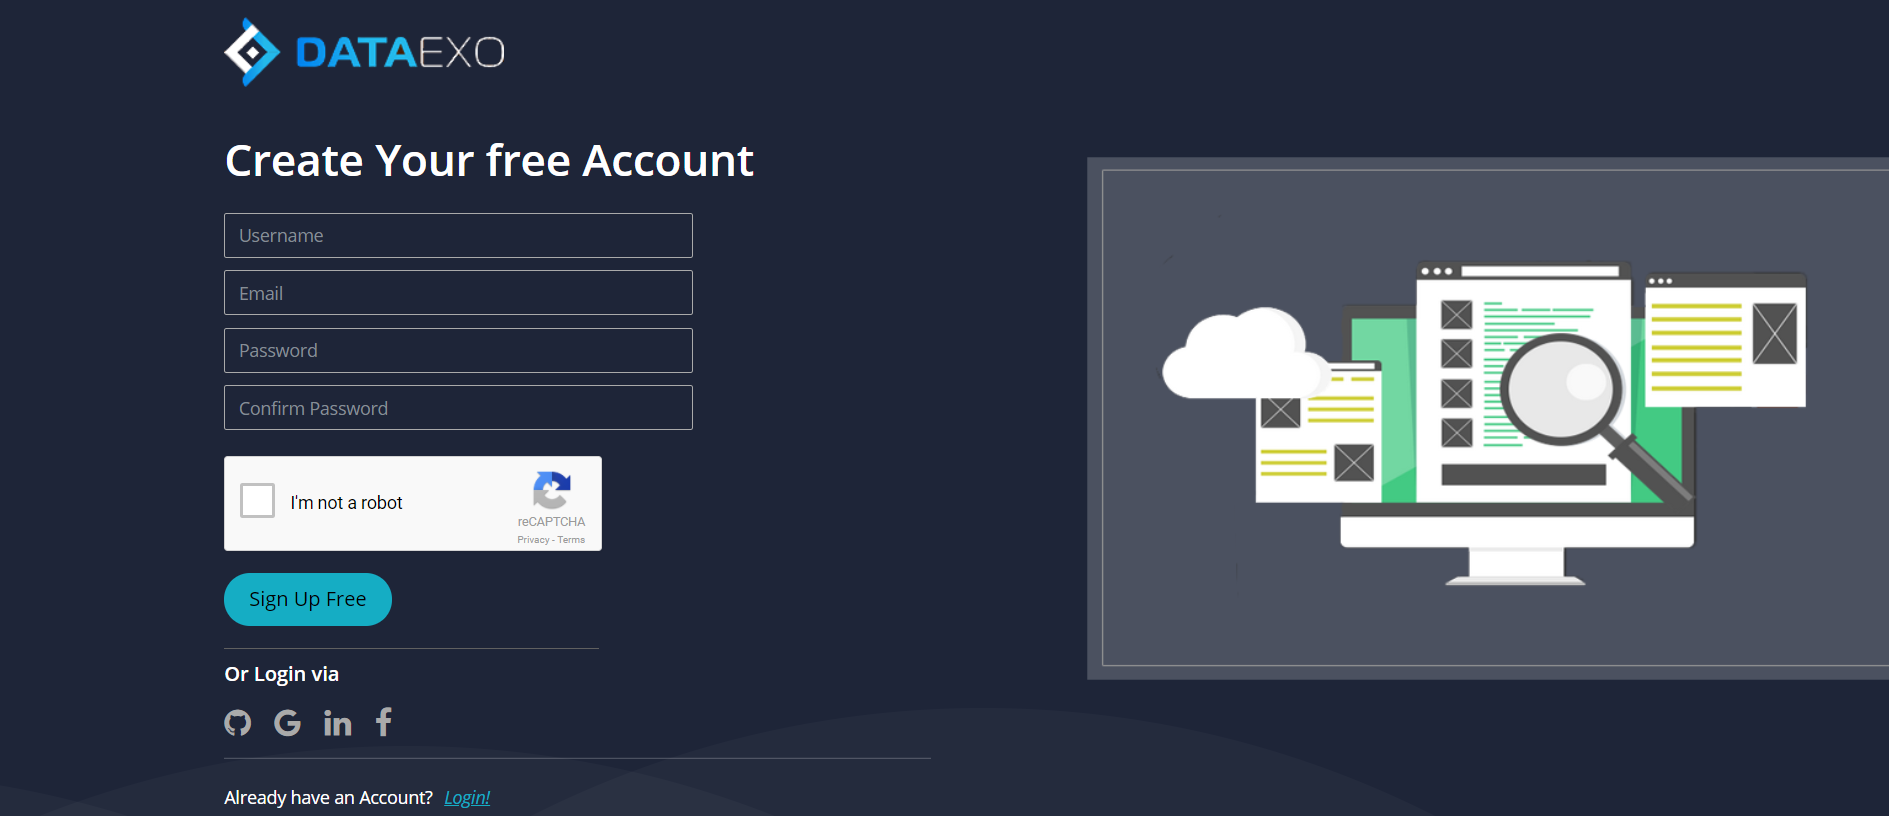 DATAEXO
Create Your free Account
Username
Email
Password
Confirm Password
I'm not a robot
reCAPTCHA
Privacy - Terms
Sign Up Free
Or Login via
Already have an Account? Login!